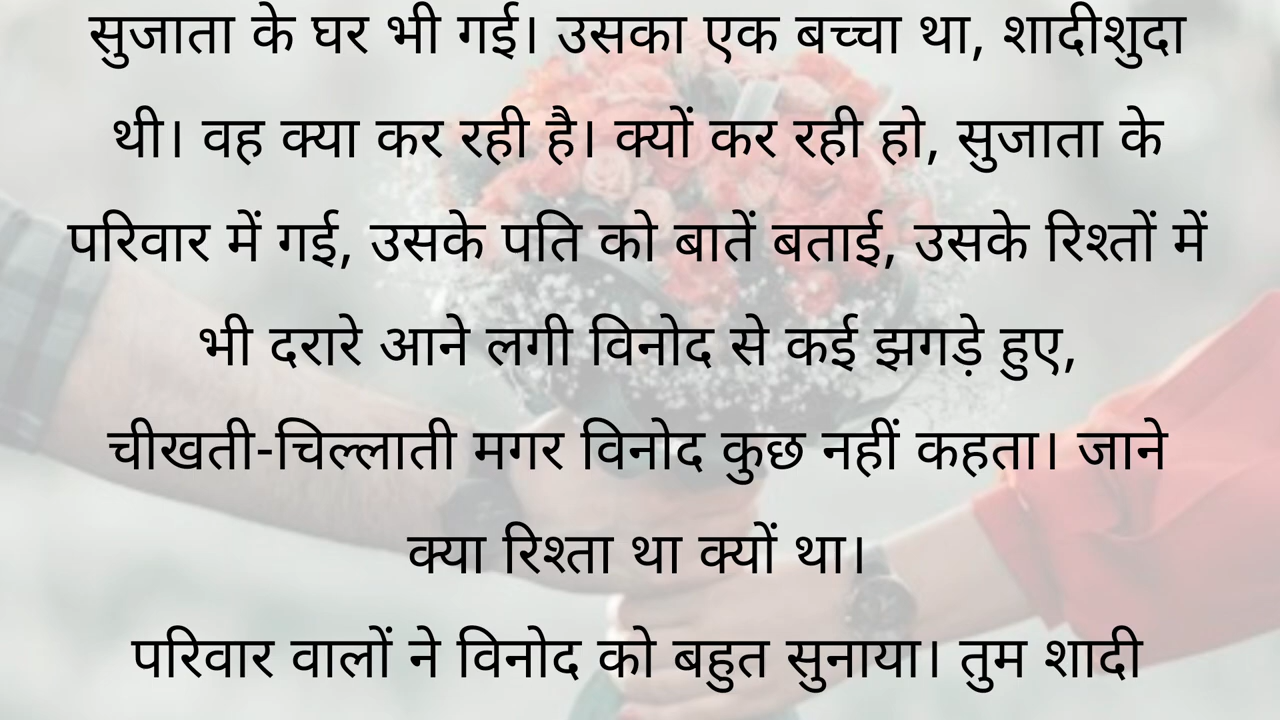 सुजाता के घर भी गई। उसका एक बच्चा था, शादीशुदा
थी। वह क्या कर रही है। क्यों कर रही हो, सुजाता के
परिवार में गई, उसके पति को बातें बताई, उसके रिश्तों में
भी दरारे आने लगी विनोद से कई झगड़े हुए,
चीखती-चिल्लाती मगर विनोद कुछ नहीं कहता। जाने
क्या रिश्ता था क्यों था।
परिवार वालों ने विनोद को बहुत सुनाया। तुम शादी